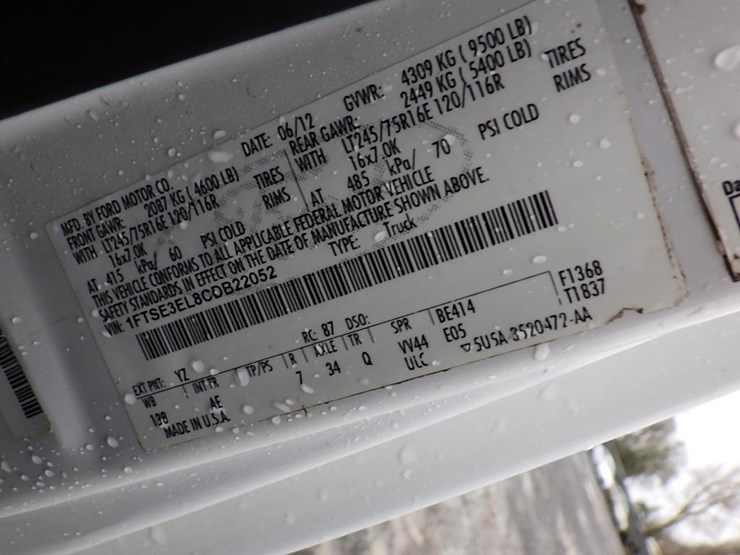 MFD. BY FORD MOTOR CO.
DATE: 06/12 GVWR: 4309 KG ( 9500 LB)
FRONT GAWR: 2087 KG ( 4600 LB) REAR GAWR: 2449 KG ( 5400 LB)
WITH LT245/75R16E 120/116R TIRES WITH LT245/75R16E 120/116R TIRES
16x7.0K RIMS 16x7.0K RIMS
AT 415 kPa/ 60 PSI COLD AT 485 kPa/ 70 PSI COLD
THIS VEHICLE CONFORMS TO ALL APPLICABLE FEDERAL MOTOR VEHICLE
SAFETY STANDARDS IN EFFECT ON THE DATE OF MANUFACTURE SHOWN ABOVE.
VIN: 1FTSE3EL8CDB22052
TYPE: Truck
F1368
T1837
EXT PNT: YZ RC: 87 DSO:
WB INT TR TP/PS R AXLE TR SPR BE414
138 AE 7 34 Q VV44 E05
ULC
MADE IN U.S.A. 5U5A-3520472-AA
Da